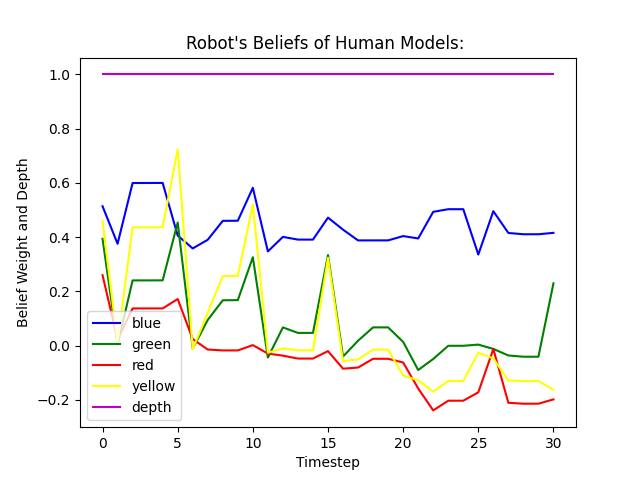 Robot's Beliefs of Human Models:
Belief Weight and Depth
1.0
0.8
0.6
0.4
0.2
0.0
−0.2
blue
green
red
yellow
depth
0 5 10 15 20 25 30
Timestep